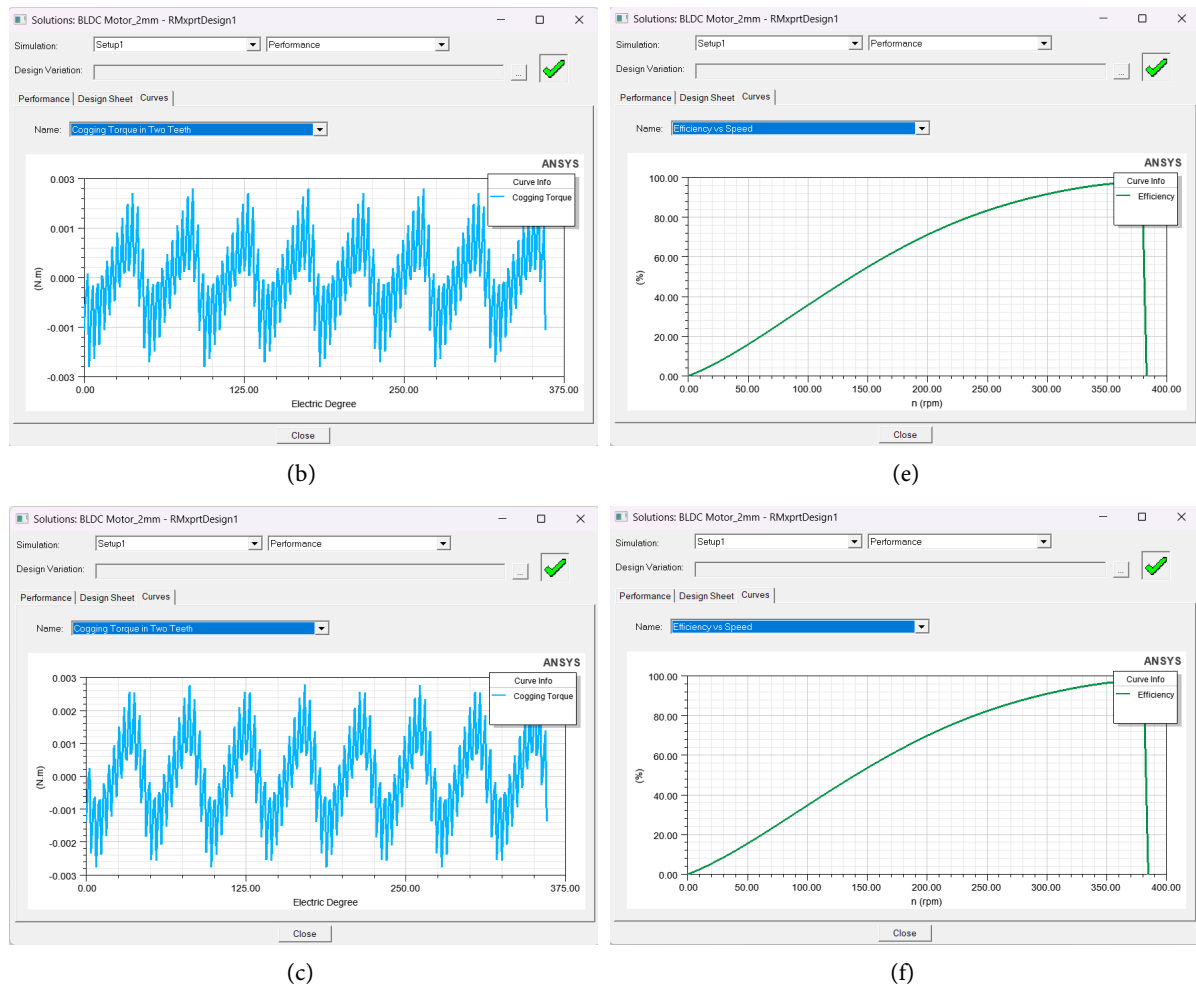 Solutions: BLDC Motor_2mm - RMxprtDesign1
Simulation: Setup1 Performance
Design Variation: ...
Performance Design Sheet Curves
Name: Cogging Torque in Two Teeth
ANSYS
Curve Info
Cogging Torque
0.003
0.001
0.000
-0.001
-0.003
(N.m)
0.00 125.00 250.00 375.00
Electric Degree
Close
(b)
Solutions: BLDC Motor_2mm - RMxprtDesign1
Simulation: Setup1 Performance
Design Variation: ...
Performance Design Sheet Curves
Name: Efficiency vs Speed
ANSYS
Curve Info
Efficiency
100.00
80.00
60.00
40.00
20.00
0.00
(%)
0.00 50.00 100.00 150.00 200.00 250.00 300.00 350.00 400.00
n (rpm)
Close
(e)
Solutions: BLDC Motor_2mm - RMxprtDesign1
Simulation: Setup1 Performance
Design Variation: ...
Performance Design Sheet Curves
Name: Cogging Torque in Two Teeth
ANSYS
Curve Info
Cogging Torque
0.003
0.002
0.001
0.000
-0.001
-0.002
-0.003
(N.m)
0.00 125.00 250.00 375.00
Electric Degree
Close
(c)
Solutions: BLDC Motor_2mm - RMxprtDesign1
Simulation: Setup1 Performance
Design Variation: ...
Performance Design Sheet Curves
Name: Efficiency vs Speed
ANSYS
Curve Info
Efficiency
100.00
80.00
60.00
40.00
20.00
0.00
(%)
0.00 50.00 100.00 150.00 200.00 250.00 300.00 350.00 400.00
n (rpm)
Close
(f)